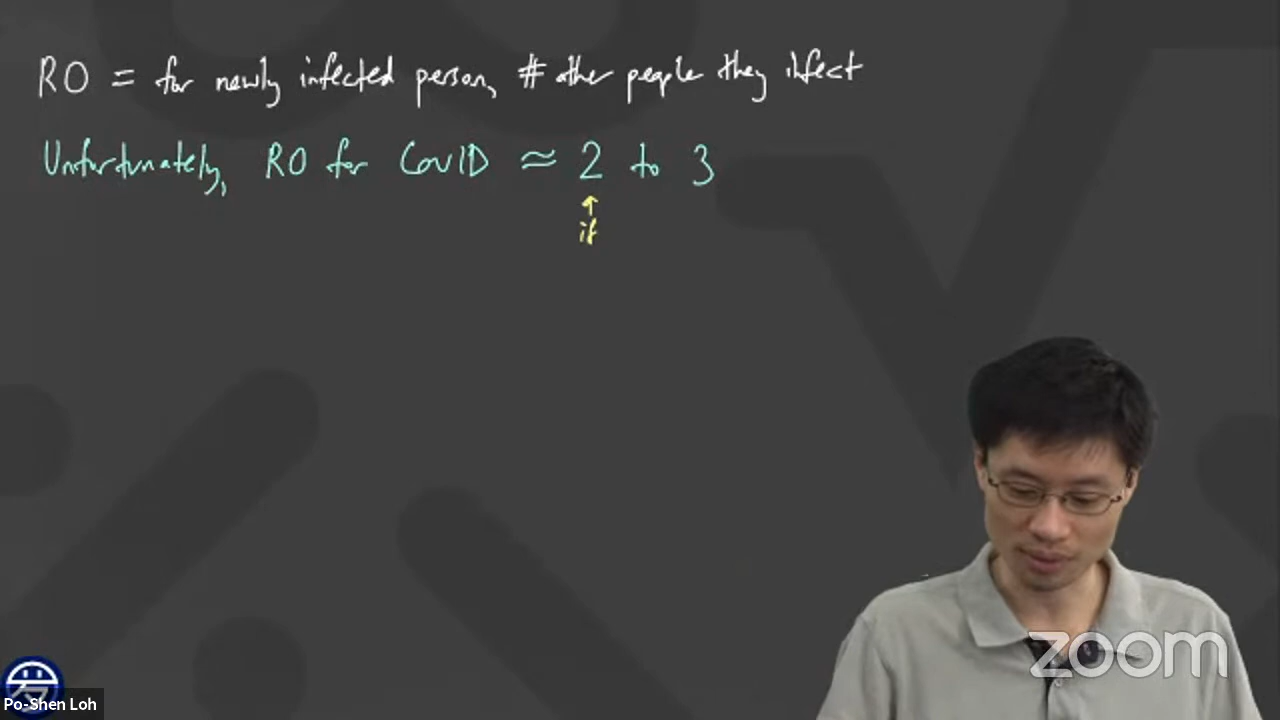 R0 = for newly infected person, # other people they infect
Unfortunately, R0 for COVID ≈ 2 to 3
↑
if
zoom
Po-Shen Loh